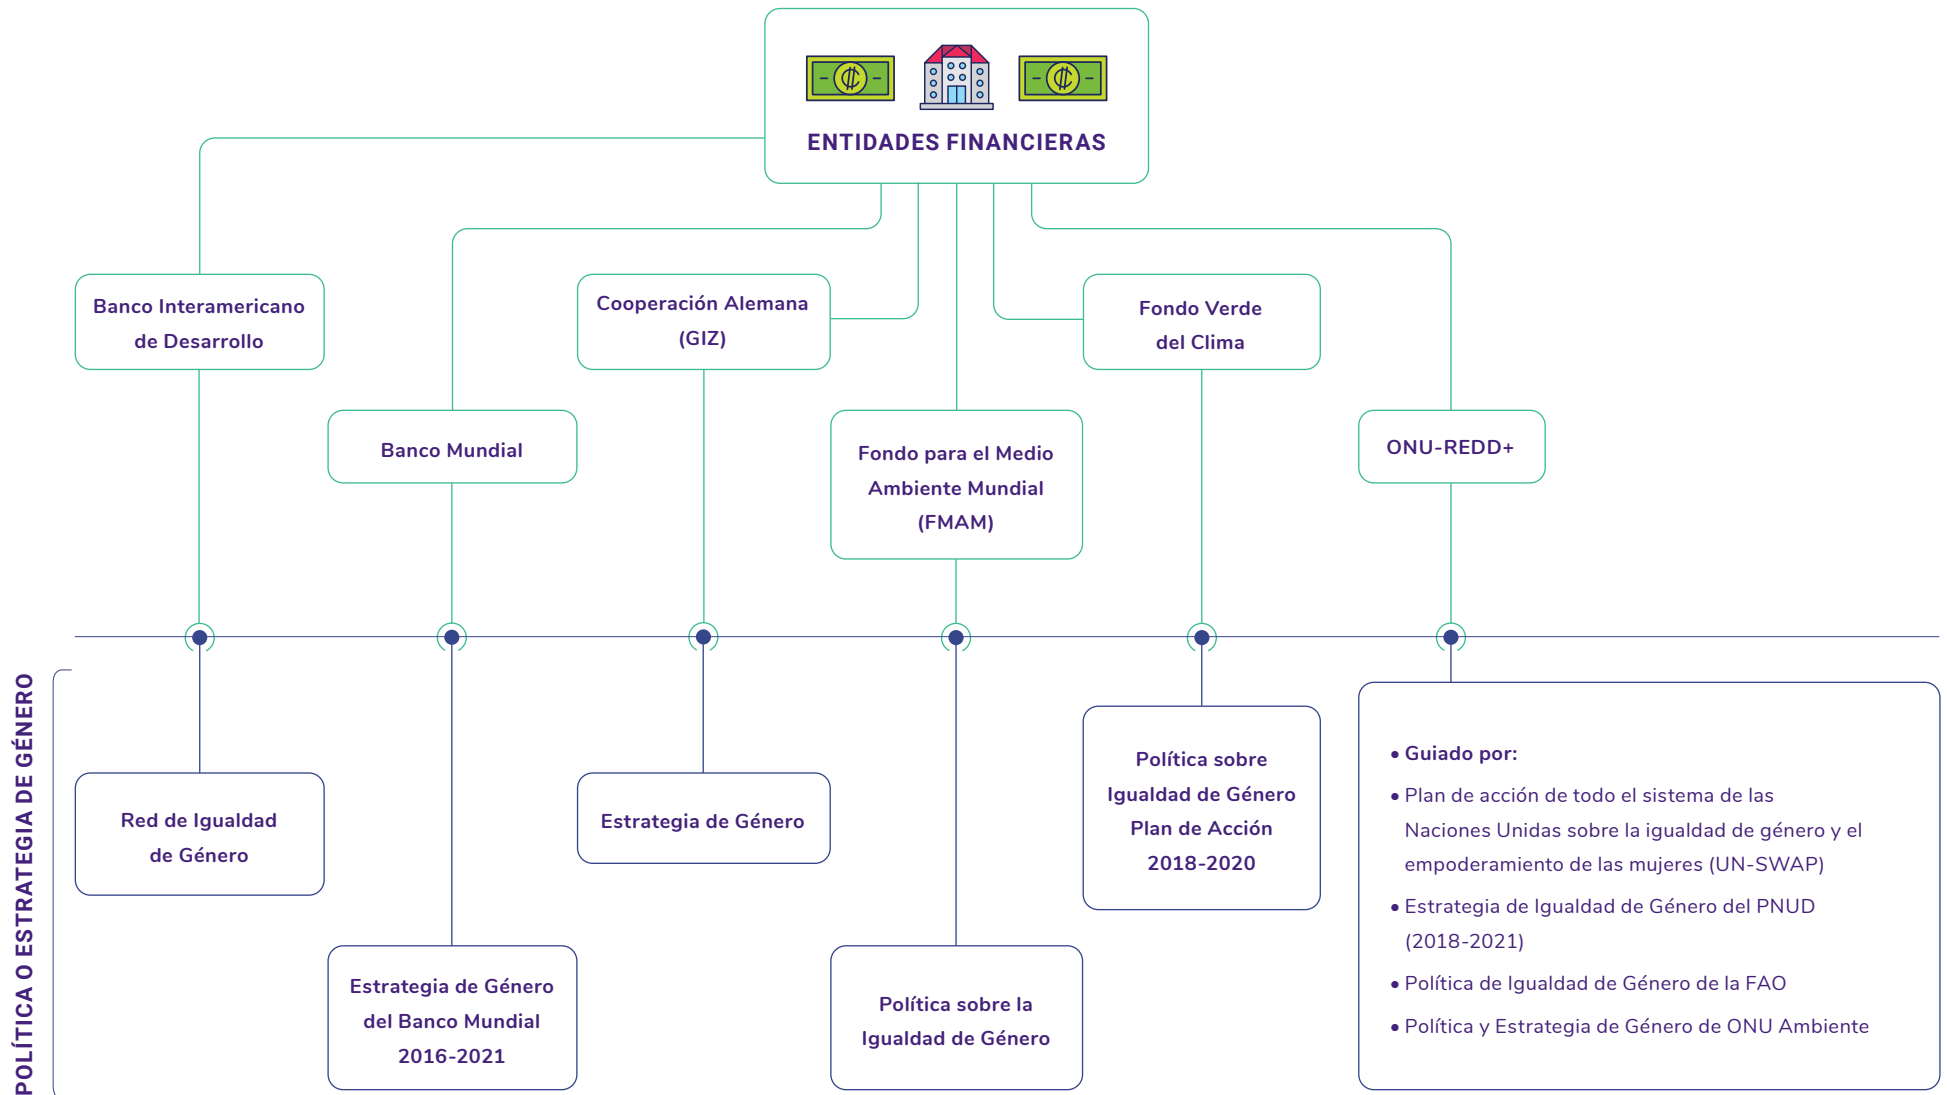 ENTIDADES FINANCIERAS
Banco Interamericano
de Desarrollo
Banco Mundial
Cooperación Alemana
(GIZ)
Fondo para el Medio
Ambiente Mundial
(FMAM)
Fondo Verde
del Clima
ONU-REDD+
POLÍTICA O ESTRATEGIA DE GÉNERO
Red de Igualdad
de Género
Estrategia de Género
del Banco Mundial
2016-2021
Estrategia de Género
Política sobre la
Igualdad de Género
Política sobre
Igualdad de Género
Plan de Acción
2018-2020
• Guiado por:
• Plan de acción de todo el sistema de las
Naciones Unidas sobre la igualdad de género y el
empoderamiento de las mujeres (UN-SWAP)
• Estrategia de Igualdad de Género del PNUD
(2018-2021)
• Política de Igualdad de Género de la FAO
• Política y Estrategia de Género de ONU Ambiente